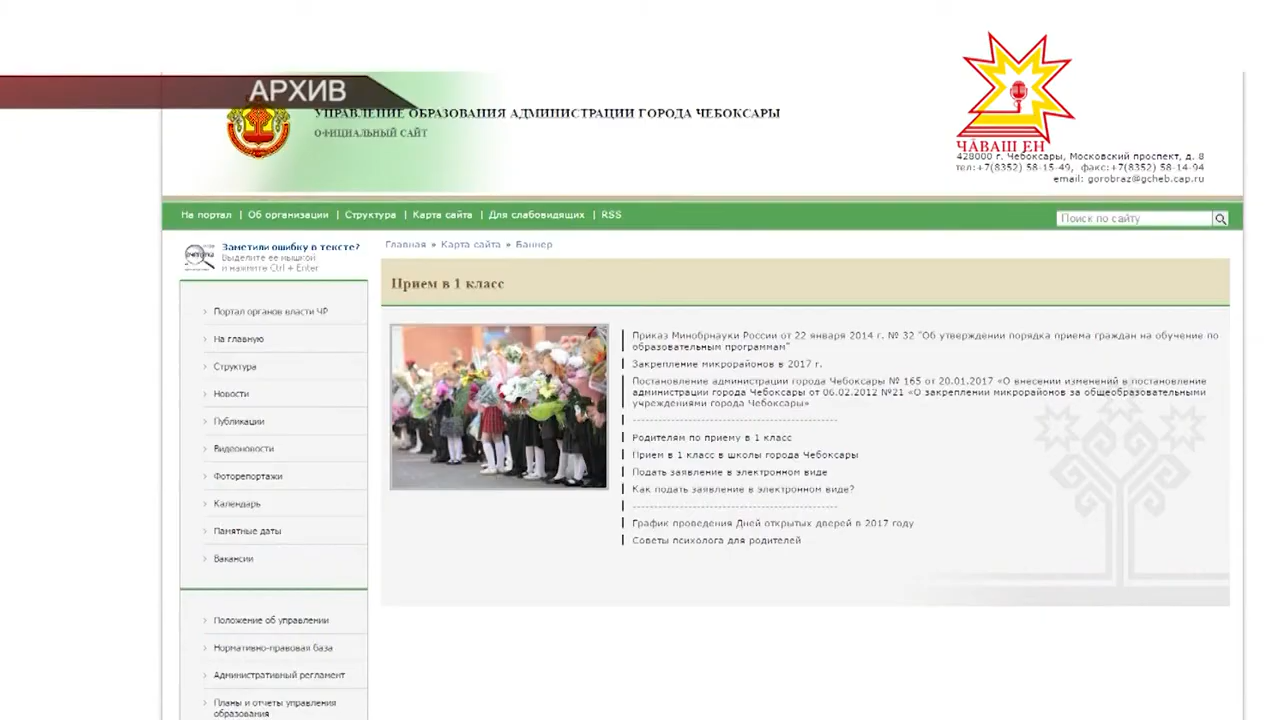 АРХИВ
УПРАВЛЕНИЕ ОБРАЗОВАНИЯ АДМИНИСТРАЦИИ ГОРОДА ЧЕБОКСАРЫ
ОФИЦИАЛЬНЫЙ САЙТ
ЧӐВАШ ЕН
428000 г. Чебоксары, Московский проспект, д. 8
тел:+7(8352) 58-15-49, факс:+7(8352) 58-14-94
email: gorobraz@gcheb.cap.ru
На портал | Об организации | Структура | Карта сайта | Для слабовидящих | RSS
Поиск по сайту
Заметили ошибку в тексте?
Выделите ее мышкой
и нажмите Ctrl + Enter
Главная » Карта сайта » Баннер
Прием в 1 класс
Портал органов власти ЧР
На главную
Структура
Новости
Публикации
Видеоновости
Фоторепортажи
Календарь
Памятные даты
Вакансии
Положение об управлении
Нормативно-правовая база
Административный регламент
Планы и отчеты управления
образования
Приказ Минобрнауки России от 22 января 2014 г. № 32 "Об утверждении порядка приема граждан на обучение по
образовательным программам"
Закрепление микрорайонов в 2017 г.
Постановление администрации города Чебоксары № 165 от 20.01.2017 «О внесении изменений в постановление
администрации города Чебоксары от 06.02.2012 №21 «О закреплении микрорайонов за общеобразовательными
учреждениями города Чебоксары»
Родителям по приему в 1 класс
Прием в 1 класс в школы города Чебоксары
Подать заявление в электронном виде
Как подать заявление в электронном виде?
График проведения Дней открытых дверей в 2017 году
Советы психолога для родителей